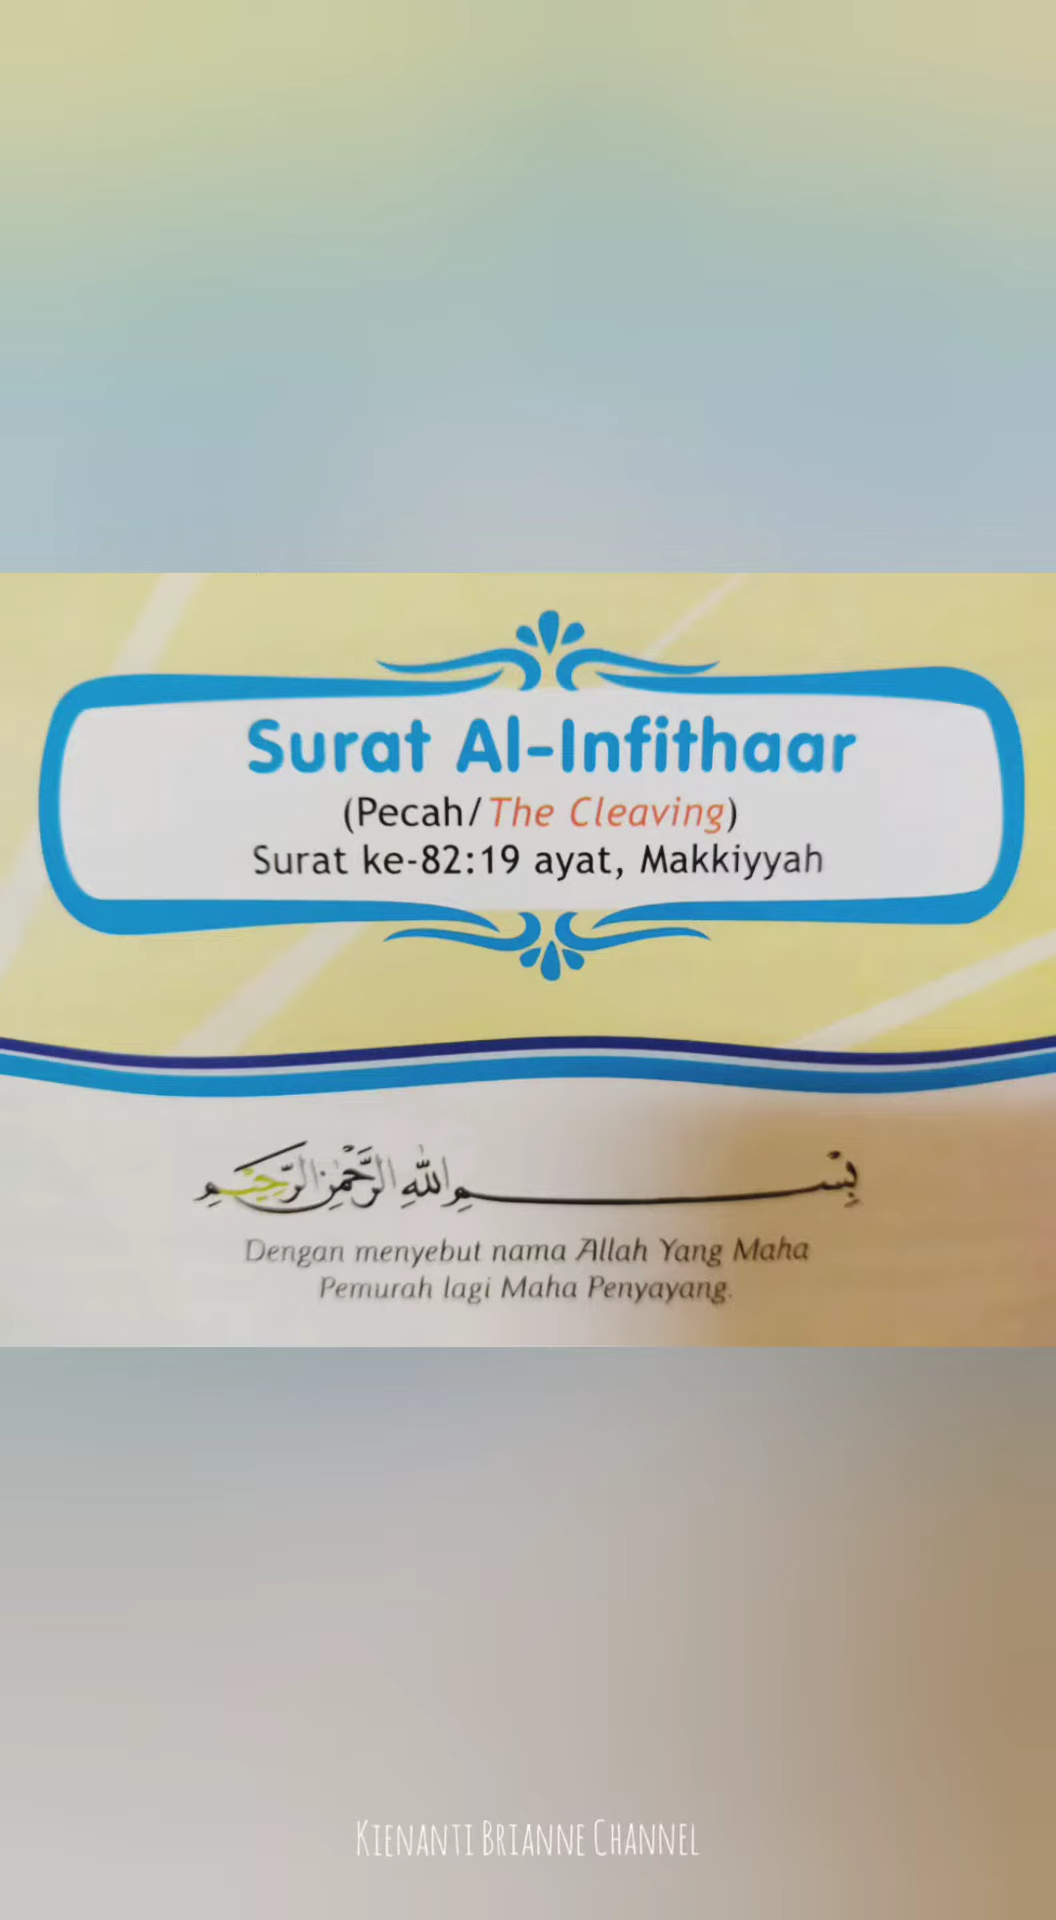 Surat Al-Infithaar
(Pecah/The Cleaving)
Surat ke-82:19 ayat, Makkiyyah
بِسْمِ اللّٰهِ الرَّحْمٰنِ الرَّحِيْمِ
Dengan menyebut nama Allah Yang Maha
Pemurah lagi Maha Penyayang.
KIENANTI BRIANNE CHANNEL